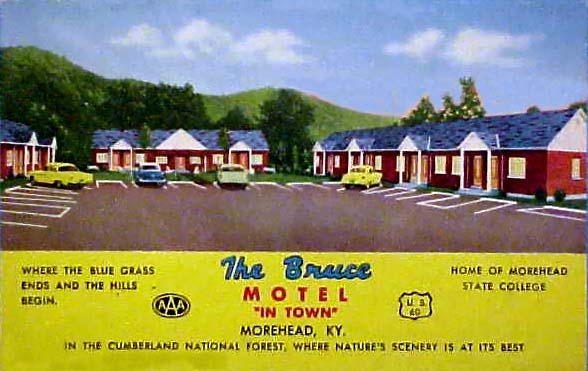 The Bruce
MOTEL
"IN TOWN"
MOREHEAD, KY.
WHERE THE BLUE GRASS
ENDS AND THE HILLS
BEGIN.
AAA
HOME OF MOREHEAD
STATE COLLEGE
U.S.
60
IN THE CUMBERLAND NATIONAL FOREST, WHERE NATURE'S SCENERY IS AT ITS BEST